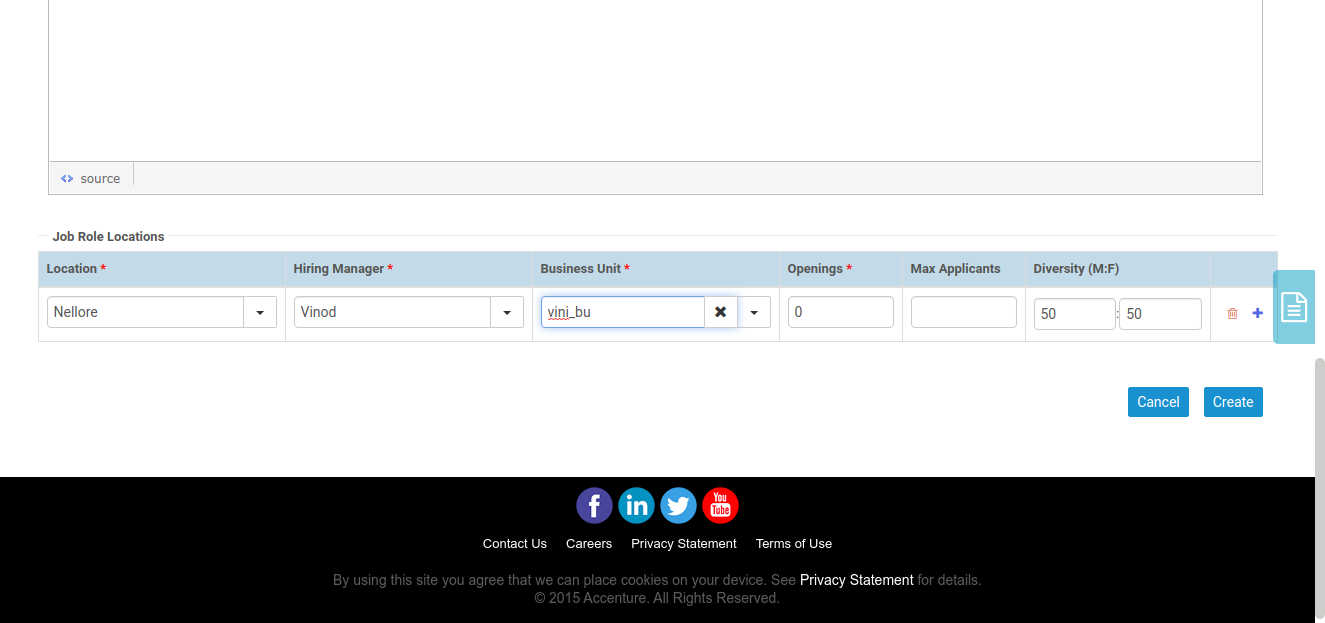 source
Job Role Locations
Location * Hiring Manager * Business Unit * Openings * Max Applicants Diversity (M:F)
Nellore Vinod vini_bu 0 50 : 50
Cancel Create
f in You Tube
Contact Us Careers Privacy Statement Terms of Use
By using this site you agree that we can place cookies on your device. See Privacy Statement for details.
© 2015 Accenture. All Rights Reserved.